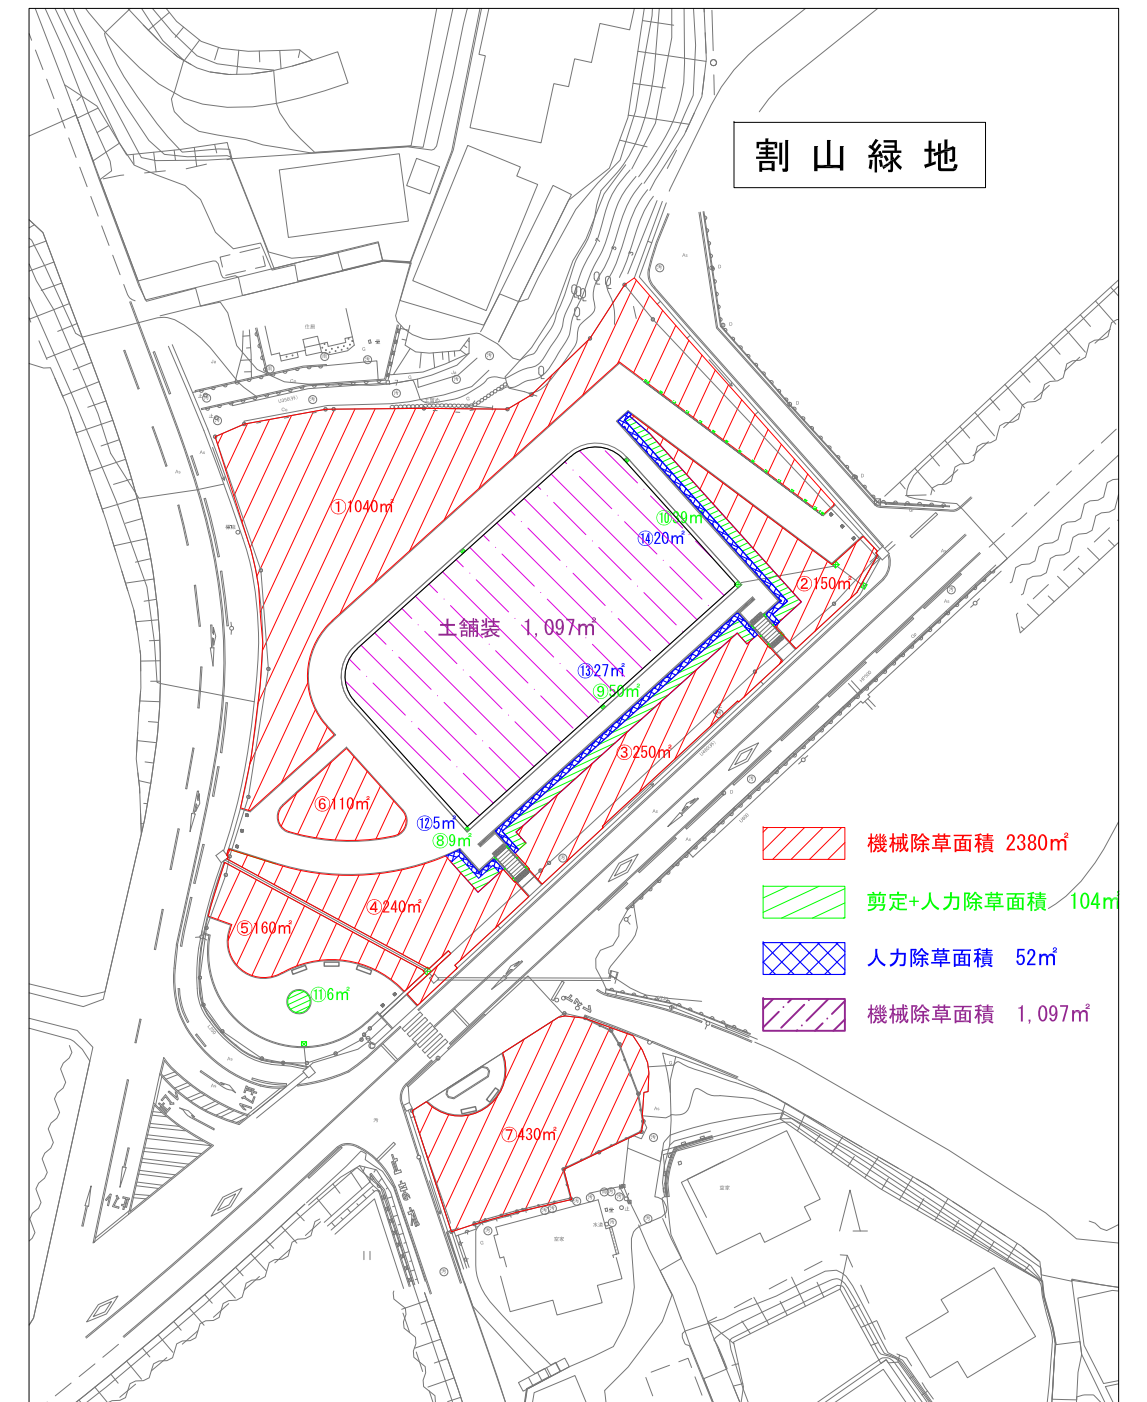 割山緑地
①1040㎡
⑩39㎡
⑭20㎡
②150㎡
土舗装　1,097㎡
⑬27㎡
⑨50㎡
③250㎡
⑥110㎡
⑫5㎡
⑧9㎡
④240㎡
⑤160㎡
⑪6㎡
⑦430㎡
機械除草面積 2380㎡
剪定+人力除草面積　104㎡
人力除草面積　52㎡
機械除草面積　1,097㎡